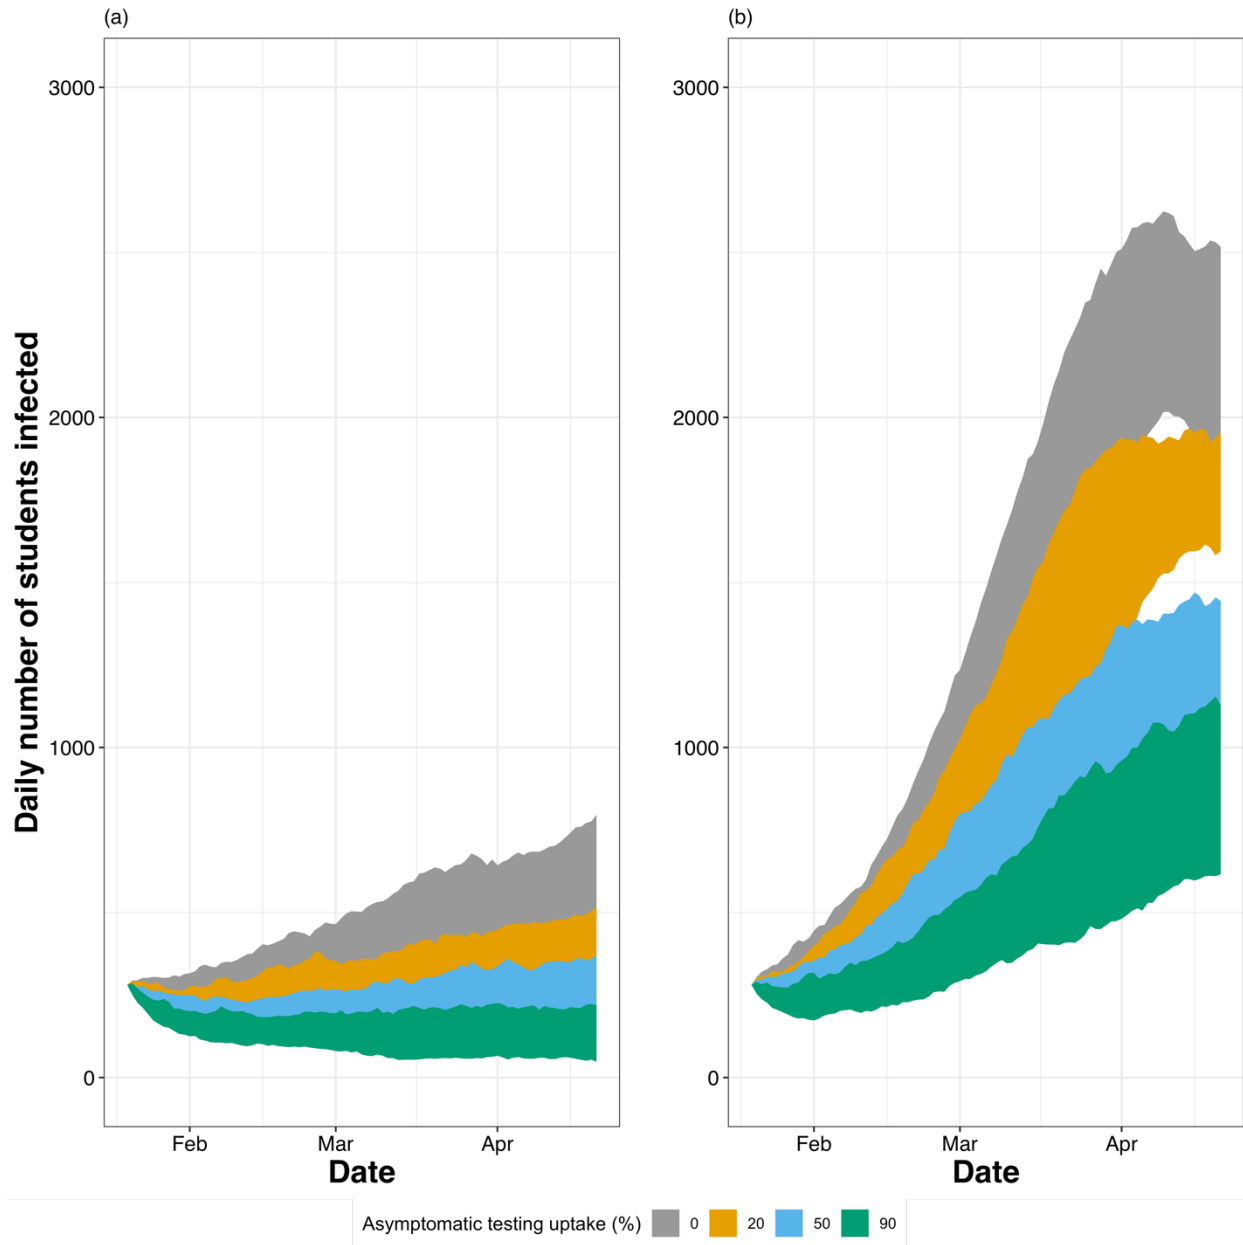 (a)
(b)
Daily number of students infected
3000
2000
1000
0
Feb Mar Apr
Date
3000
2000
1000
0
Feb Mar Apr
Date
Asymptomatic testing uptake (%) 0 20 50 90